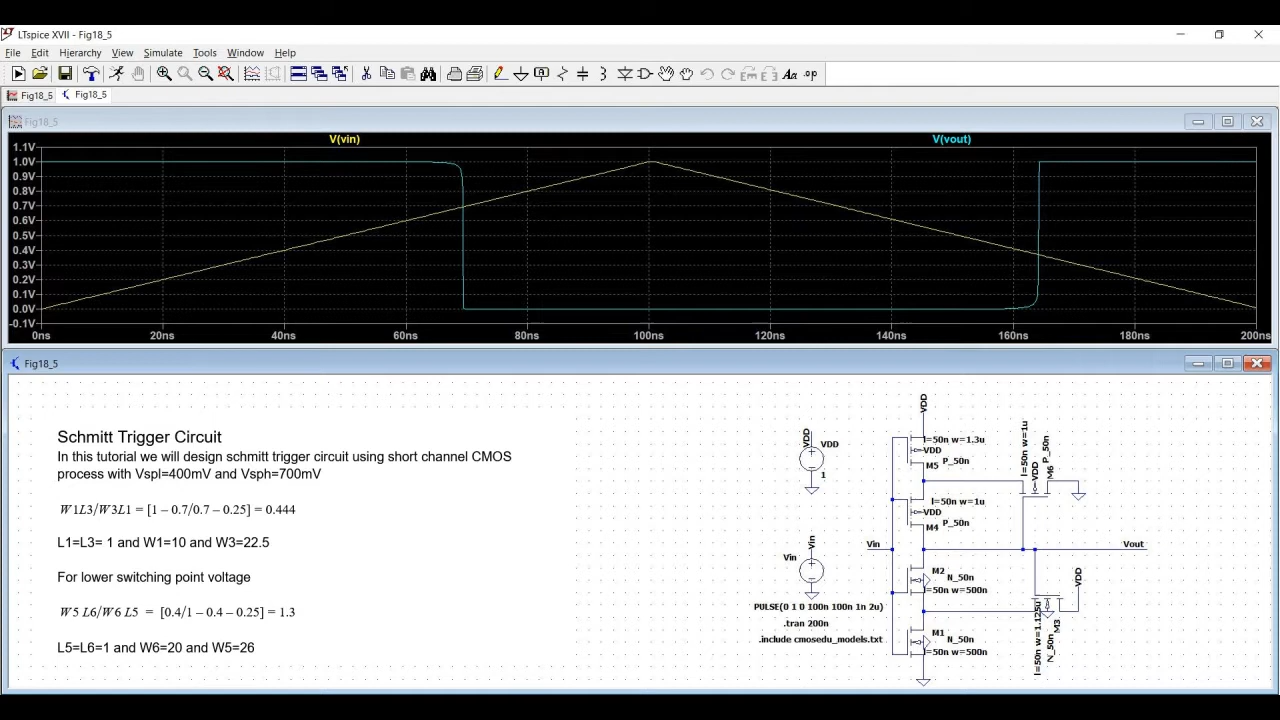 LTspice XVII - Fig18_5
File Edit Hierarchy View Simulate Tools Window Help
.op
Fig18_5 Fig18_5
Fig18_5
V(vin) V(vout)
1.1V
1.0V
0.9V
0.8V
0.7V
0.6V
0.5V
0.4V
0.3V
0.2V
0.1V
0.0V
-0.1V
0ns 20ns 40ns 60ns 80ns 100ns 120ns 140ns 160ns 180ns 200ns
Fig18_5
Schmitt Trigger Circuit
In this tutorial we will design schmitt trigger circuit using short channel CMOS
process with Vspl=400mV and Vsph=700mV
W1L3/W3L1 = [1 – 0.7/0.7 – 0.25] = 0.444
L1=L3= 1 and W1=10 and W3=22.5
For lower switching point voltage
W5 L6/W6 L5 = [0.4/1 – 0.4 – 0.25] = 1.3
L5=L6=1 and W6=20 and W5=26
VDD
VDD
1
Vin
Vin
PULSE(0 1 0 100n 100n 1n 2u)
.tran 200n
.include cmosedu_models.txt
VDD
l=50n w=1.3u
VDD
P_50n
M5
l=50n w=1u
VDD
P_50n
M4
l=50n w=1u
VDD
P_50n
M6
Vin
Vout
M2
N_50n
l=50n w=500n
M1
N_50n
l=50n w=500n
VDD
l=50n w=1.125u
N_50n
M3